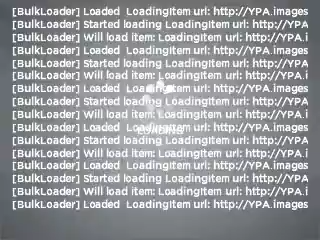 [BulkLoader] Loaded  LoadingItem url: http://YPA.images
[BulkLoader] Started loading LoadingItem url: http://YPA
[BulkLoader] Will load item: LoadingItem url: http://YPA.i
[BulkLoader] Loaded  LoadingItem url: http://YPA.images
[BulkLoader] Started loading LoadingItem url: http://YPA
[BulkLoader] Will load item: LoadingItem url: http://YPA.i
[BulkLoader] Loaded  LoadingItem url: http://YPA.images
[BulkLoader] Started loading LoadingItem url: http://YPA
[BulkLoader] Will load item: LoadingItem url: http://YPA.i
[BulkLoader] Loaded  LoadingItem url: http://YPA.images
[BulkLoader] Started loading LoadingItem url: http://YPA
[BulkLoader] Will load item: LoadingItem url: http://YPA.i
[BulkLoader] Loaded  LoadingItem url: http://YPA.images
[BulkLoader] Started loading LoadingItem url: http://YPA
[BulkLoader] Will load item: LoadingItem url: http://YPA.i
[BulkLoader] Loaded  LoadingItem url: http://YPA.images